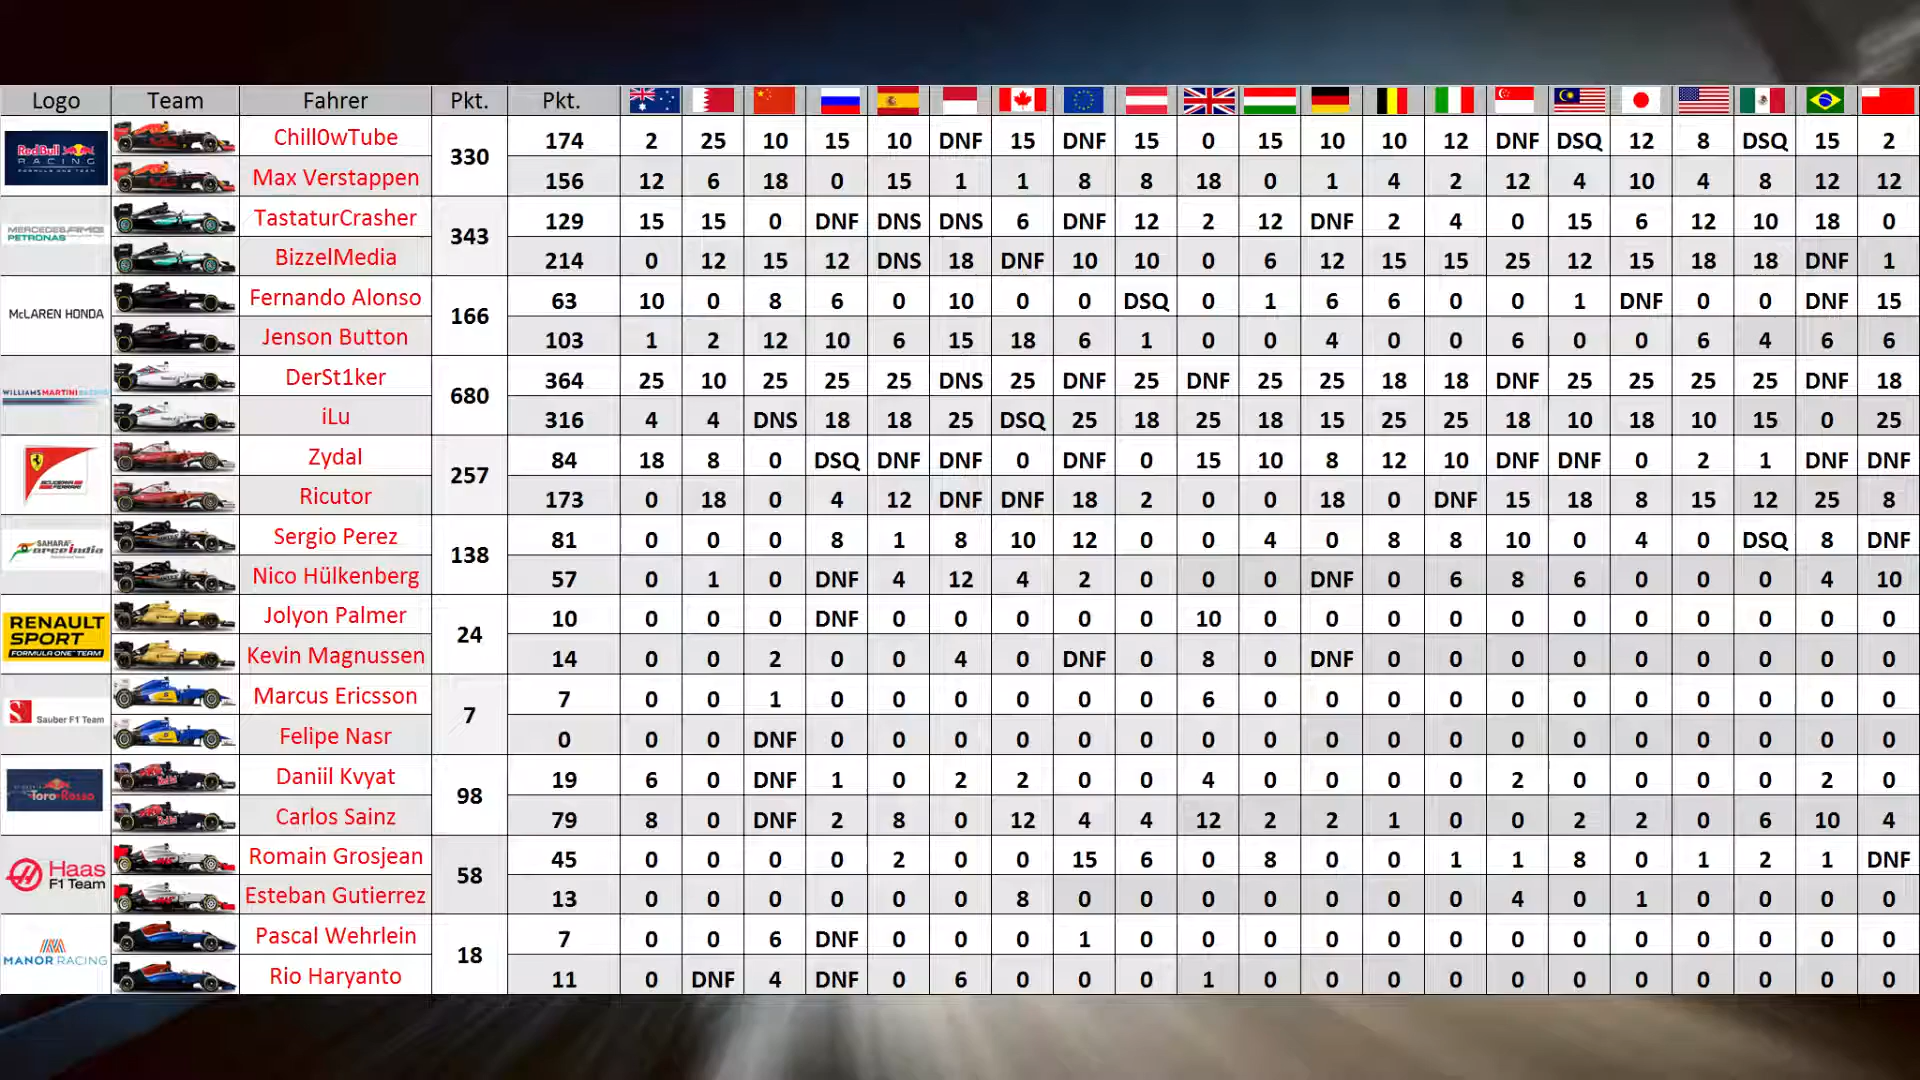 Logo Team Fahrer Pkt. Pkt.
RedBull RACING FORMULA ONE TEAM Chill0wTube 330 174 2 25 10 15 10 DNF 15 DNF 15 0 15 10 10 12 DNF DSQ 12 8 DSQ 15 2
Max Verstappen 156 12 6 18 0 15 1 1 8 8 18 0 1 4 2 12 4 10 4 8 12 12
MERCEDES AMG PETRONAS TastaturCrasher 343 129 15 15 0 DNF DNS DNS 6 DNF 12 2 12 DNF 2 4 0 15 6 12 10 18 0
BizzelMedia 214 0 12 15 12 DNS 18 DNF 10 10 0 6 12 15 15 25 12 15 18 18 DNF 1
McLAREN HONDA Fernando Alonso 166 63 10 0 8 6 0 10 0 0 DSQ 0 1 6 6 0 0 1 DNF 0 0 DNF 15
Jenson Button 103 1 2 12 10 6 15 18 6 1 0 0 4 0 0 6 0 0 6 4 6 6
WILLIAMS MARTINI RACING DerSt1ker 680 364 25 10 25 25 25 DNS 25 DNF 25 DNF 25 25 18 18 DNF 25 25 25 25 DNF 18
iLu 316 4 4 DNS 18 18 25 DSQ 25 18 25 18 15 25 25 18 10 18 10 15 0 25
SCUDERIA FERRARI Zydal 257 84 18 8 0 DSQ DNF DNF 0 DNF 0 15 10 8 12 10 DNF DNF 0 2 1 DNF DNF
Ricutor 173 0 18 0 4 12 DNF DNF 18 2 0 0 18 0 DNF 15 18 8 15 12 25 8
SAHARA Force India Sergio Perez 138 81 0 0 0 8 1 8 10 12 0 0 4 0 8 8 10 0 4 0 DSQ 8 DNF
Nico Hülkenberg 57 0 1 0 DNF 4 12 4 2 0 0 0 DNF 0 6 8 6 0 0 0 4 10
RENAULT SPORT FORMULA ONE TEAM Jolyon Palmer 24 10 0 0 0 DNF 0 0 0 0 0 10 0 0 0 0 0 0 0 0 0 0 0
Kevin Magnussen 14 0 0 2 0 0 4 0 DNF 0 8 0 DNF 0 0 0 0 0 0 0 0 0
Sauber F1 Team Marcus Ericsson 7 7 0 0 1 0 0 0 0 0 0 6 0 0 0 0 0 0 0 0 0 0 0
Felipe Nasr 0 0 0 DNF 0 0 0 0 0 0 0 0 0 0 0 0 0 0 0 0 0 0
Toro Rosso Daniil Kvyat 98 19 6 0 DNF 1 0 2 2 0 0 4 0 0 0 0 2 0 0 0 0 2 0
Carlos Sainz 79 8 0 DNF 2 8 0 12 4 4 12 2 2 1 0 0 2 2 0 6 10 4
Haas F1 Team Romain Grosjean 58 45 0 0 0 0 2 0 0 15 6 0 8 0 0 1 1 8 0 1 2 1 DNF
Esteban Gutierrez 13 0 0 0 0 0 0 8 0 0 0 0 0 0 0 4 0 1 0 0 0 0
MANOR RACING Pascal Wehrlein 18 7 0 0 6 DNF 0 0 0 1 0 0 0 0 0 0 0 0 0 0 0 0 0
Rio Haryanto 11 0 DNF 4 DNF 0 6 0 0 0 1 0 0 0 0 0 0 0 0 0 0 0